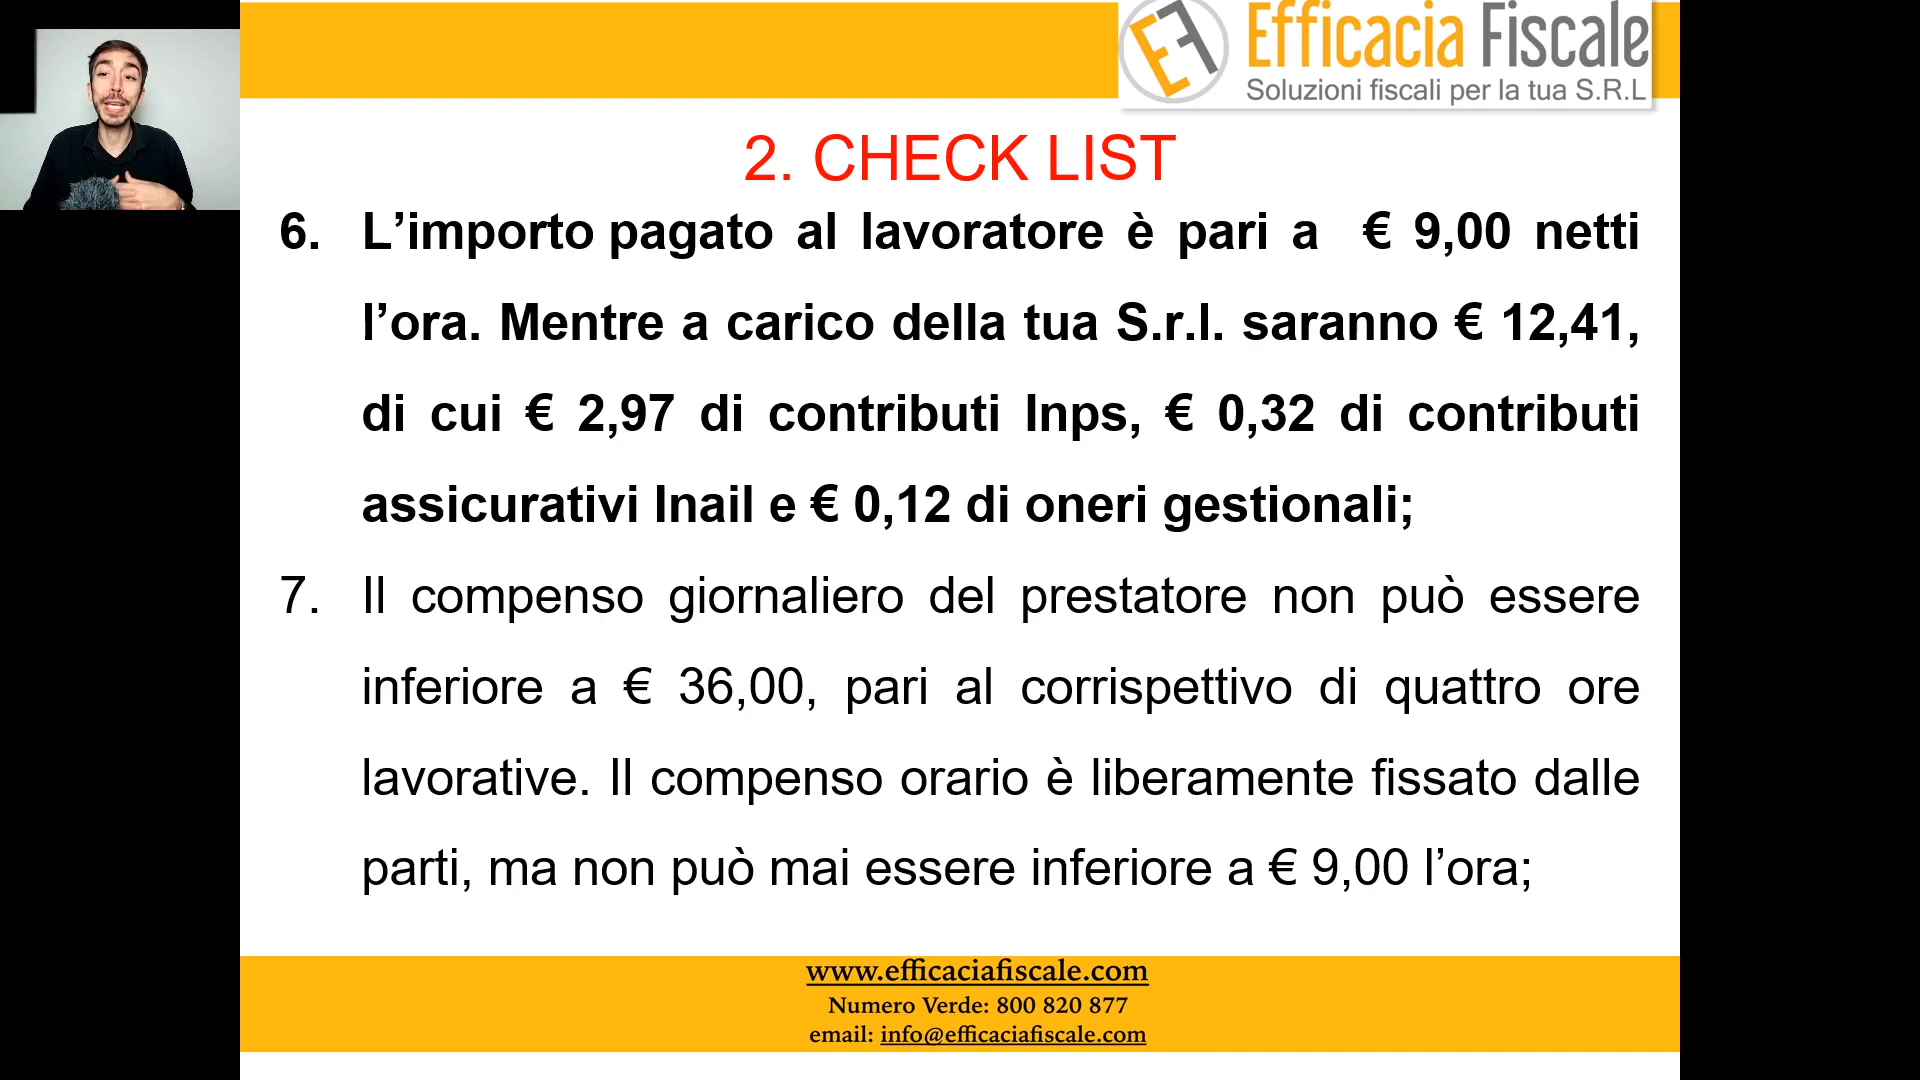 EF
Efficacia Fiscale
Soluzioni fiscali per la tua S.R.L
2. CHECK LIST
6. L’importo pagato al lavoratore è pari a € 9,00 netti
l’ora. Mentre a carico della tua S.r.l. saranno € 12,41,
di cui € 2,97 di contributi Inps, € 0,32 di contributi
assicurativi Inail e € 0,12 di oneri gestionali;
7. Il compenso giornaliero del prestatore non può essere
inferiore a € 36,00, pari al corrispettivo di quattro ore
lavorative. Il compenso orario è liberamente fissato dalle
parti, ma non può mai essere inferiore a € 9,00 l’ora;
www.efficaciafiscale.com
Numero Verde: 800 820 877
email: info@efficaciafiscale.com